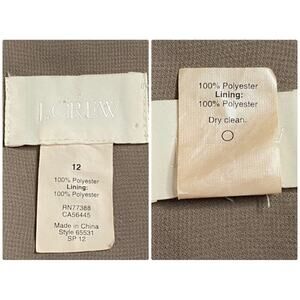 J.CREW
12
100% Polyester
Lining:
100% Polyester
RN77388
CA56445
Made in China
Style 65531
SP 12
100% Polyester
Lining:
100% Polyester
Dry clean.